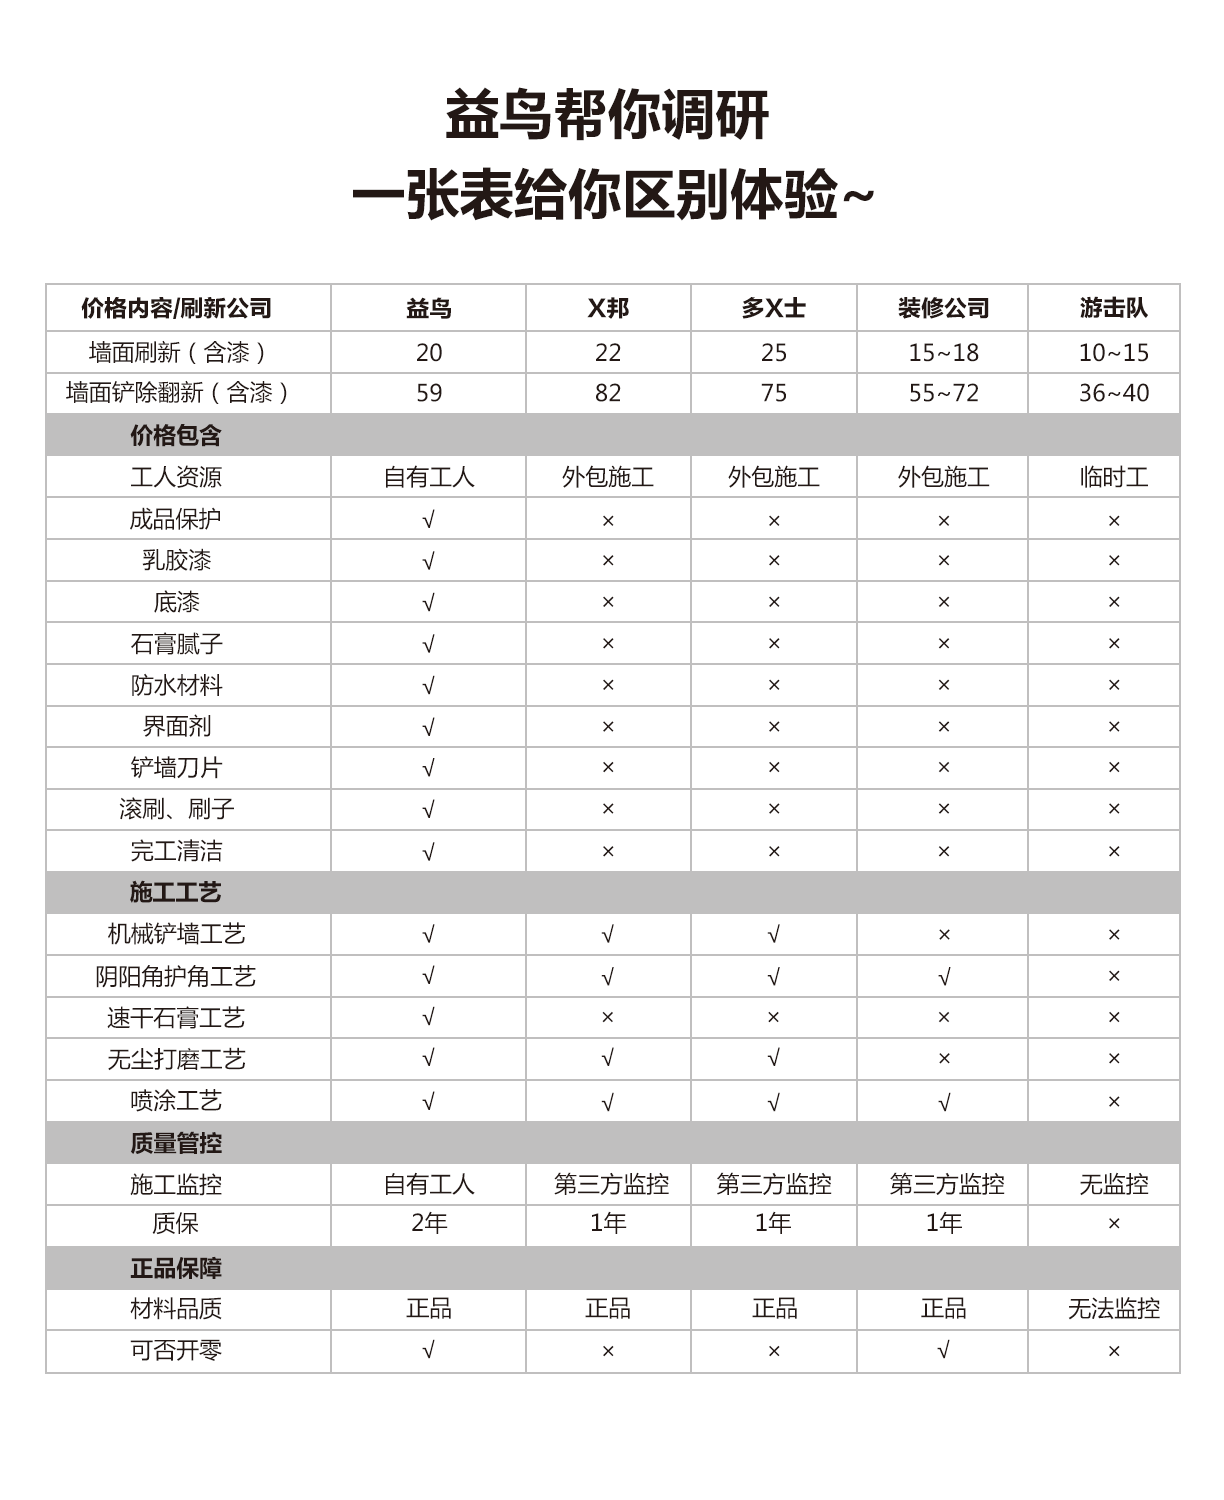 益鸟帮你调研
一张表给你区别体验~
价格内容/刷新公司 益鸟 X邦 多X士 装修公司 游击队
墙面刷新（含漆） 20 22 25 15~18 10~15
墙面铲除翻新（含漆） 59 82 75 55~72 36~40
价格包含
工人资源 自有工人 外包施工 外包施工 外包施工 临时工
成品保护 √ × × × ×
乳胶漆 √ × × × ×
底漆 √ × × × ×
石膏腻子 √ × × × ×
防水材料 √ × × × ×
界面剂 √ × × × ×
铲墙刀片 √ × × × ×
滚刷、刷子 √ × × × ×
完工清洁 √ × × × ×
施工工艺
机械铲墙工艺 √ √ √ × ×
阴阳角护角工艺 √ √ √ √ ×
速干石膏工艺 √ × × × ×
无尘打磨工艺 √ √ √ × ×
喷涂工艺 √ √ √ √ ×
质量管控
施工监控 自有工人 第三方监控 第三方监控 第三方监控 无监控
质保 2年 1年 1年 1年 ×
正品保障
材料品质 正品 正品 正品 正品 无法监控
可否开零 √ × × √ ×